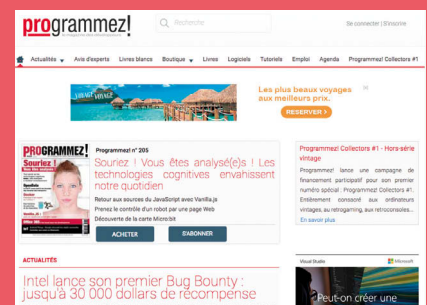 programmez!
Recherche
Se connecter | S'inscrire
Actualités Avis d'experts Livres blancs Boutique Livres Logiciels Tutoriels Emploi Agenda Programmez! Collectors #1
VOYAGE VOYAGE
Les plus beaux voyages
aux meilleurs prix.
RESERVER >
PROGRAMMEZ!
Souriez !
Programmez! n° 205
Souriez ! Vous êtes analysé(e)s ! Les
technologies cognitives envahissent
notre quotidien
Retour aux sources du JavaScript avec Vanilla.js
Prenez le contrôle d'un robot par une page Web
Découverte de la carte Micro:bit
ACHETER
S'ABONNER
Programmez! Collectors #1 - Hors-série
vintage
Programmez! lance une campagne de
financement participatif pour son premier
numéro spécial : Programmez! Collectors #1.
Entièrement consacré aux ordinateurs
vintages, au retrogaming, aux retroconsoles...
En savoir plus
ACTUALITÉS
Intel lance son premier Bug Bounty :
jusqu'à 30 000 dollars de récompense
Visual Studio
Microsoft
Peut-on créer une